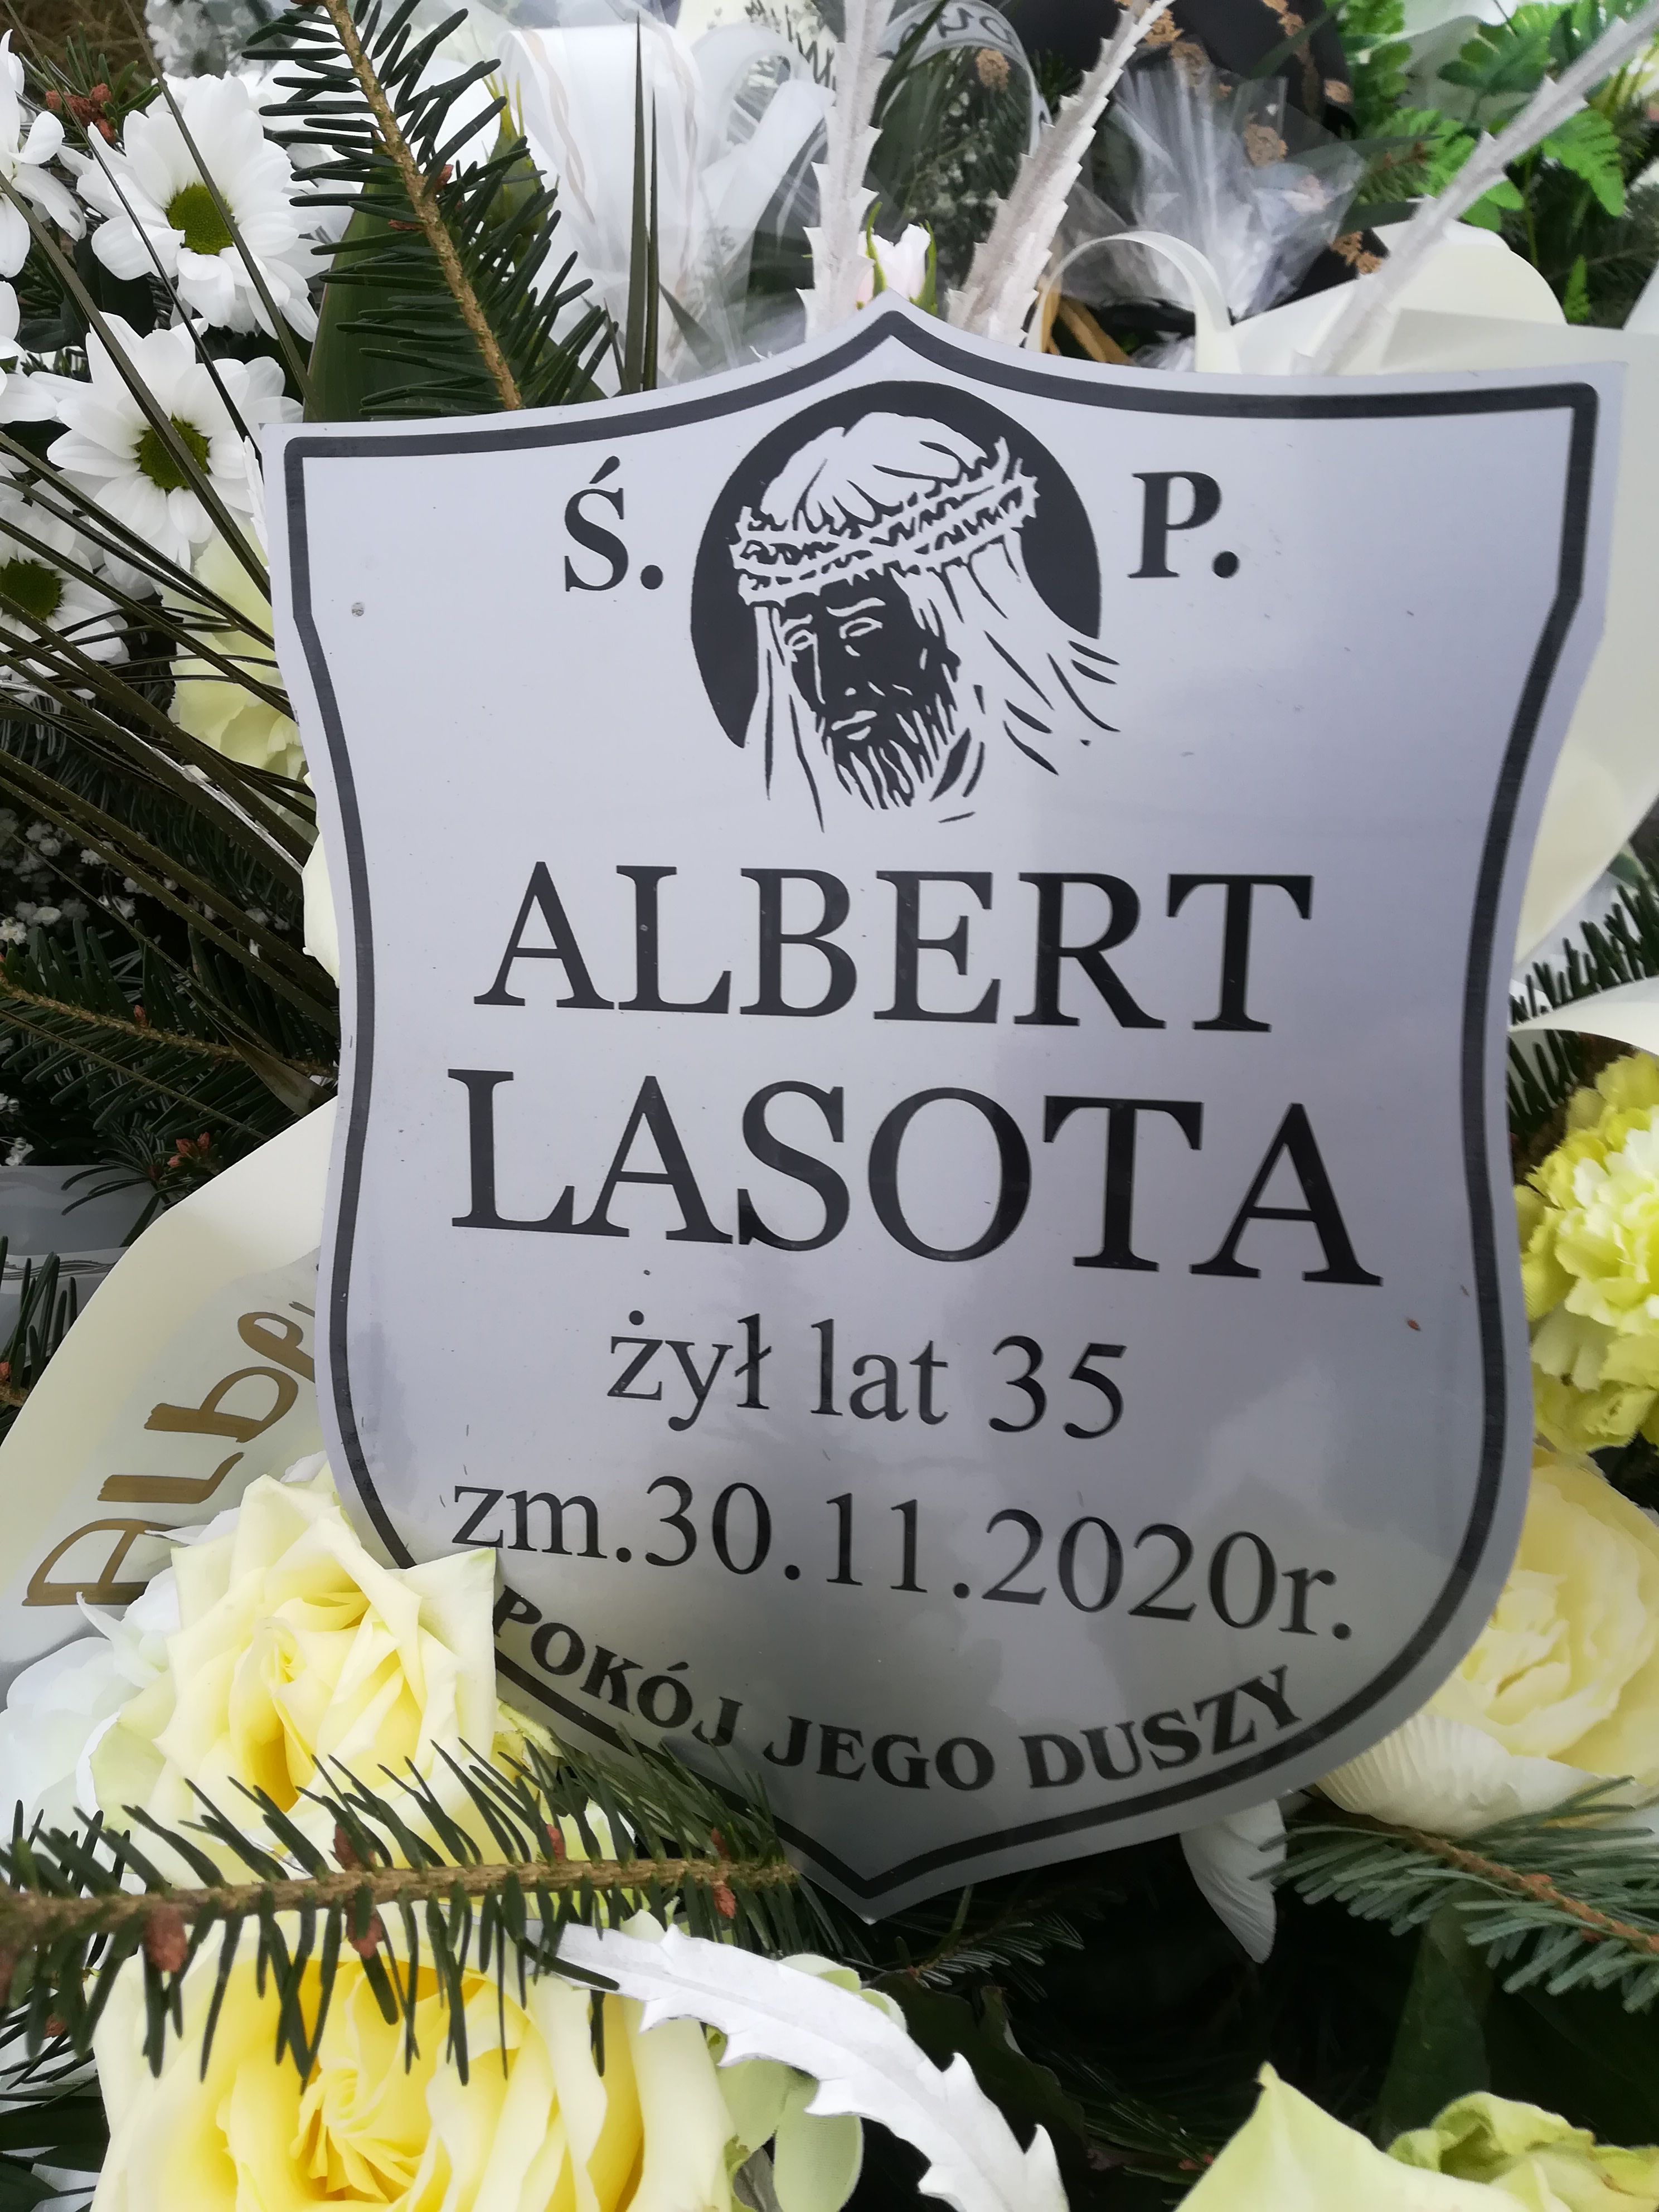 Ś. P.
ALBERT
LASOTA
żył lat 35
zm.30.11.2020r.
POKÓJ JEGO DUSZY